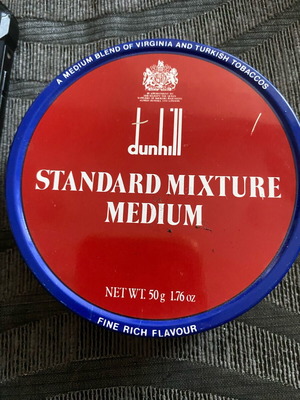 A MEDIUM BLEND OF VIRGINIA AND TURKISH TOBACCOS
dunhill
STANDARD MIXTURE
MEDIUM
NET WT. 50g 1.76 oz
FINE RICH FLAVOUR